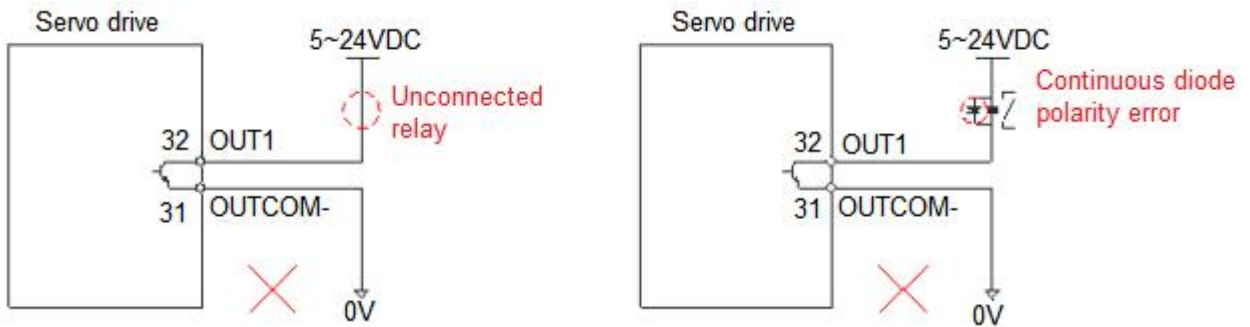 Servo drive
5~24VDC
Unconnected
relay
32 OUT1
31 OUTCOM-
0V
Servo drive
5~24VDC
Continuous diode
polarity error
32 OUT1
31 OUTCOM-
0V